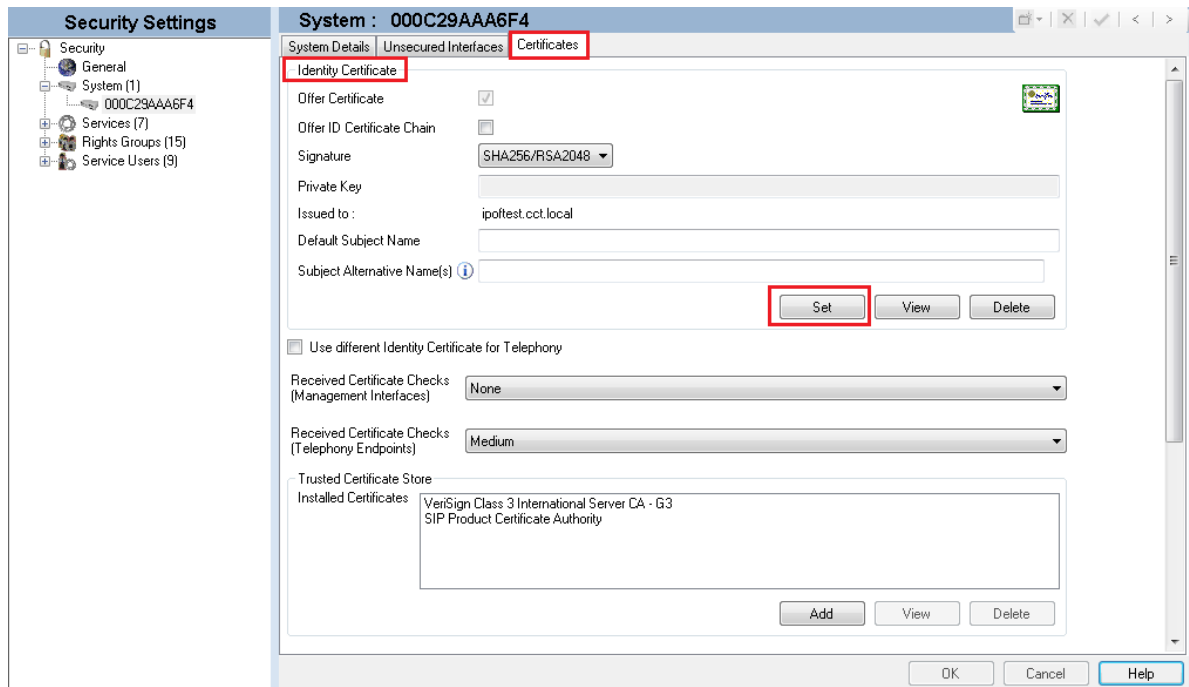 Security Settings
Security
General
System (1)
000C29AAA6F4
Services (7)
Rights Groups (15)
Service Users (9)
System : 000C29AAA6F4
System Details
Unsecured Interfaces
Certificates
Identity Certificate
Offer Certificate
Offer ID Certificate Chain
Signature
SHA256/RSA2048
Private Key
Issued to :
ipoftest.cct.local
Default Subject Name
Subject Alternative Name(s)
Set
View
Delete
Use different Identity Certificate for Telephony
Received Certificate Checks
(Management Interfaces)
None
Received Certificate Checks
(Telephony Endpoints)
Medium
Trusted Certificate Store
Installed Certificates
VeriSign Class 3 International Server CA - G3
SIP Product Certificate Authority
Add
View
Delete
OK
Cancel
Help